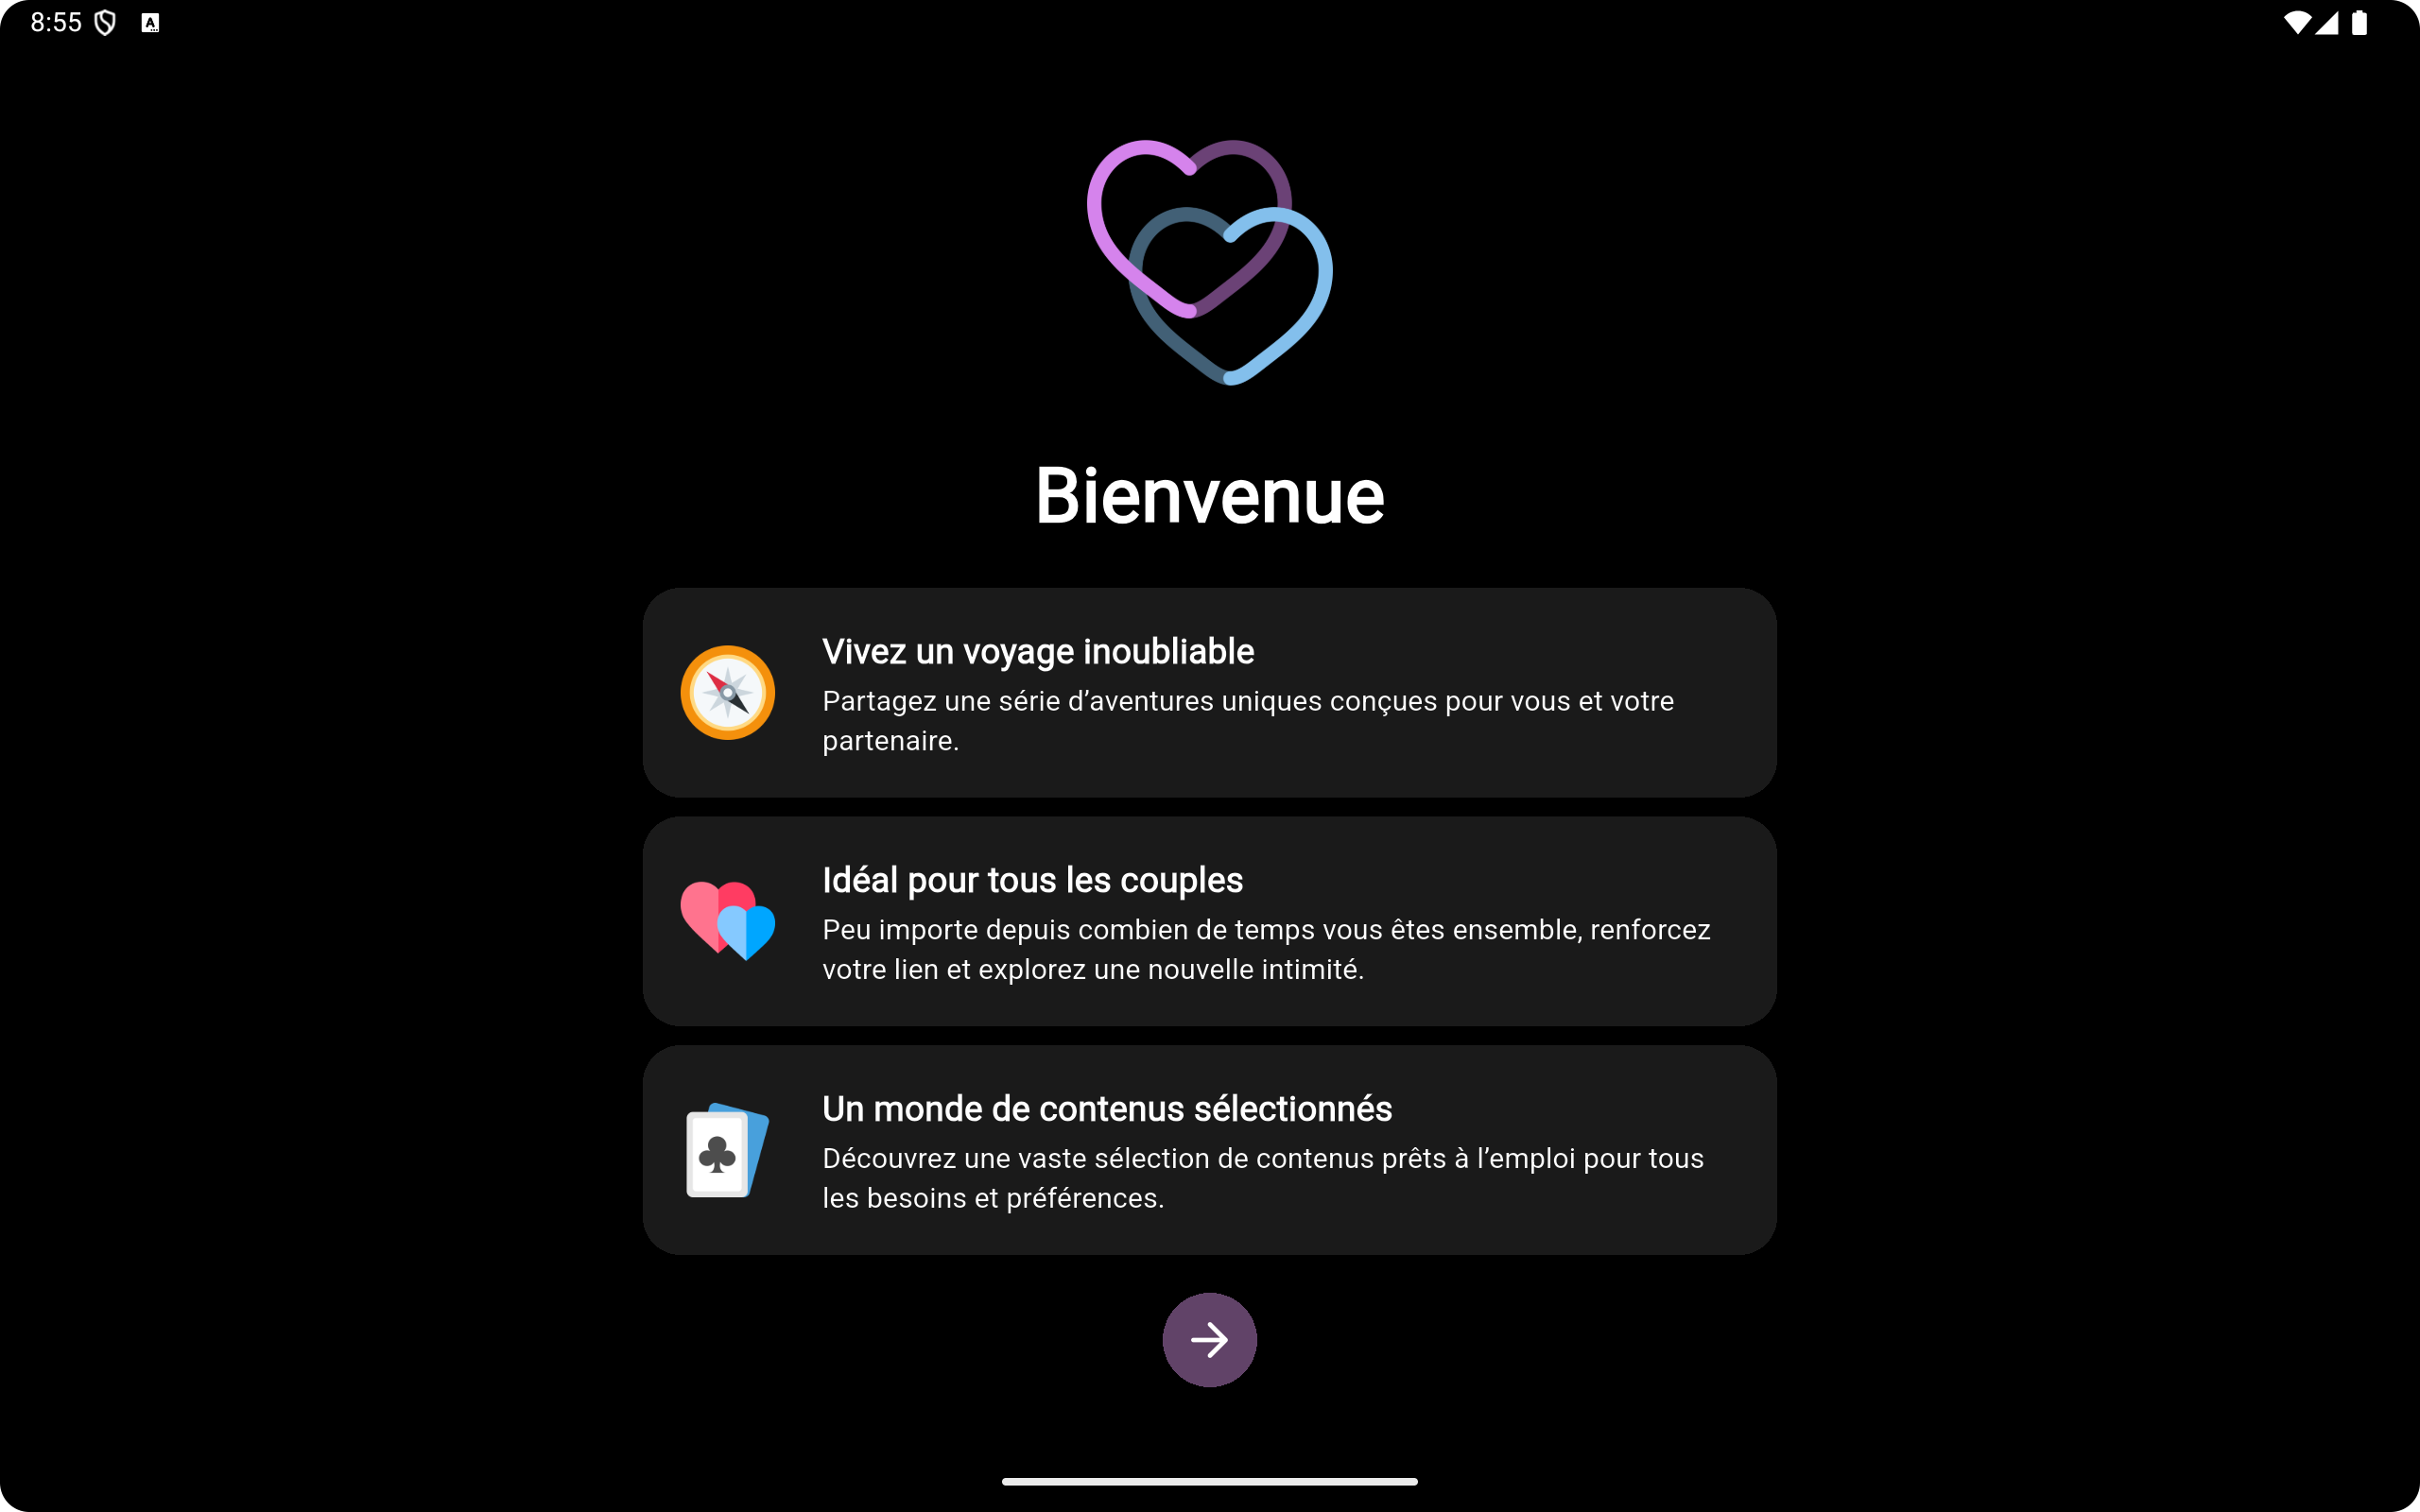 8:55
Bienvenue
Vivez un voyage inoubliable
Partagez une série d’aventures uniques conçues pour vous et votre
partenaire.
Idéal pour tous les couples
Peu importe depuis combien de temps vous êtes ensemble, renforcez
votre lien et explorez une nouvelle intimité.
Un monde de contenus sélectionnés
Découvrez une vaste sélection de contenus prêts à l’emploi pour tous
les besoins et préférences.